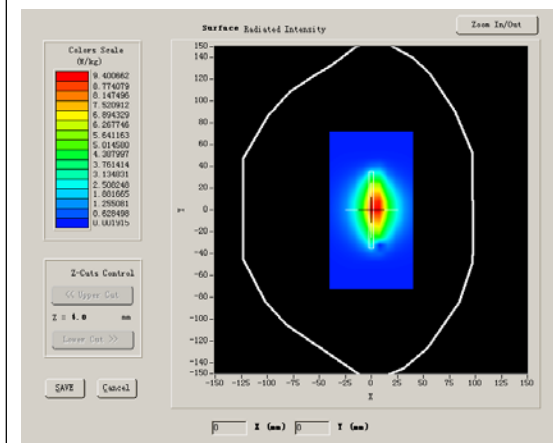 Surface Radiated Intensity
Zoom In/Out
Colors Scale
(W/kg)
9.400662
8.774079
8.147496
7.520912
6.894329
6.267746
5.641163
5.014580
4.387997
3.761414
3.134831
2.508248
1.881665
1.255081
0.628498
0.001915
150
140
120
100
80
60
40
20
0
-20
-40
-60
-80
-100
-120
-140
-150
Y
-150 -125 -100 -75 -50 -25 0 25 50 75 100 125 150
X
Z-Cuts Control
<< Upper Cut
Z = 4.0 mm
Lower Cut >>
SAVE Cancel
0 X (mm) 0 Y (mm)